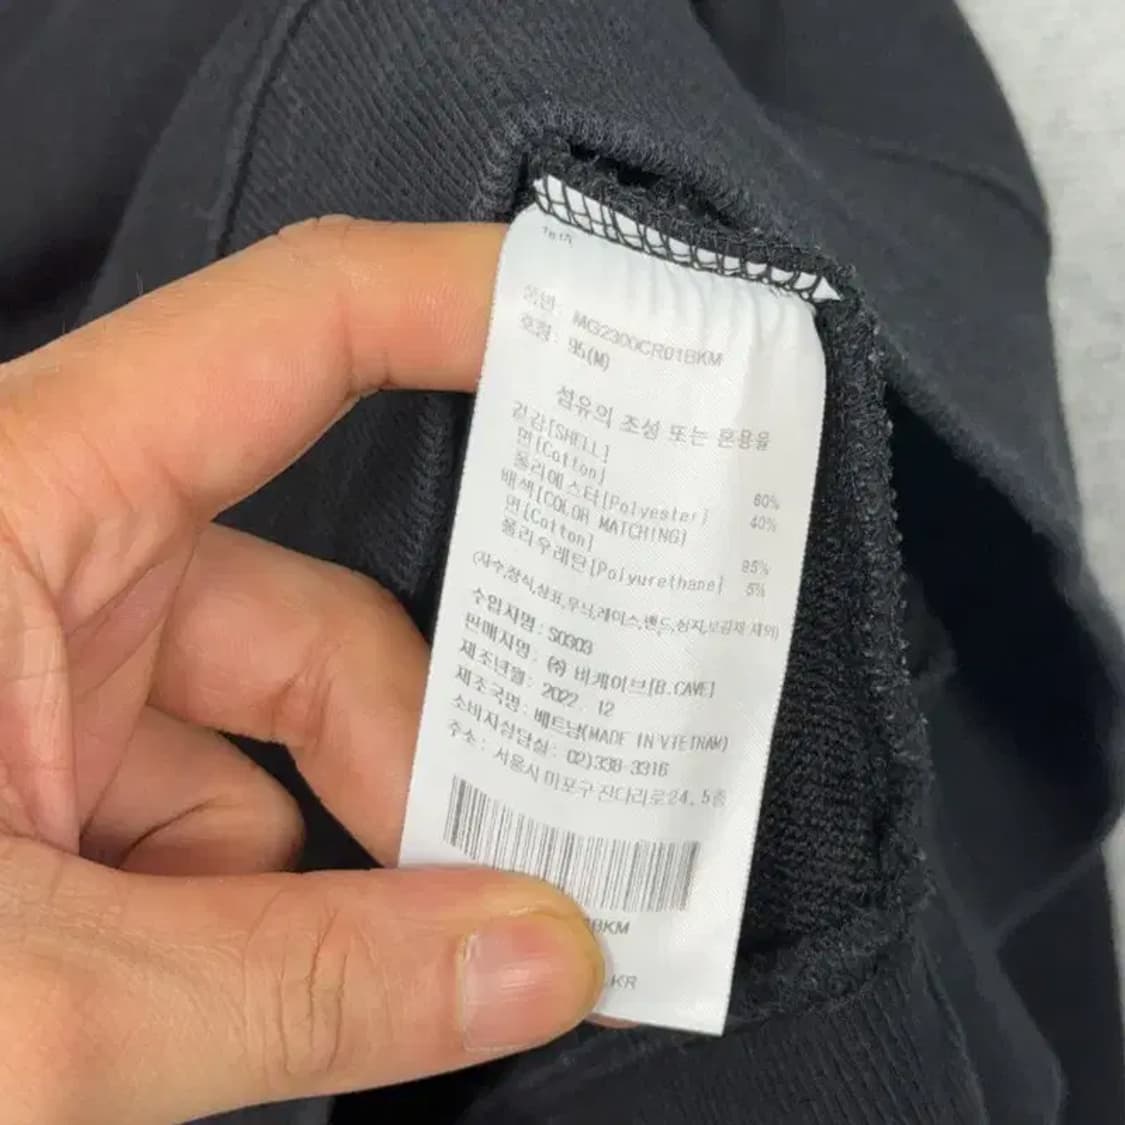 품번: MG2300CR01BKM
호칭: 95(M)
섬유의 조성 또는 혼용율
겉감[SHELL]
면[Cotton] 60%
폴리에스터[Polyester] 40%
배색[COLOR MATCHING]
면[Cotton] 95%
폴리우레탄[Polyurethane] 5%
(자수,장식,상표,무늬,레이스,밴드,심지,보강재 제외)
수입자명: S0303
판매자명: ㈜ 비케이브[B.CAVE]
제조년월: 2022. 12
제조국명: 베트남(MADE IN VIETNAM)
소비자상담실: 02)338-3316
주소: 서울시 마포구 잔다리로24, 5층
BKM
KR